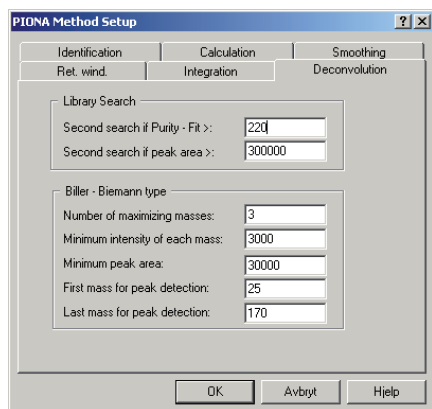 PIONA Method Setup
Identification Calculation Smoothing
Ret. wind. Integration Deconvolution
Library Search
Second search if Purity - Fit >: 220
Second search if peak area >: 300000
Biller - Biemann type
Number of maximizing masses: 3
Minimum intensity of each mass: 3000
Minimum peak area: 30000
First mass for peak detection: 25
Last mass for peak detection: 170
OK Avbryt Hjelp